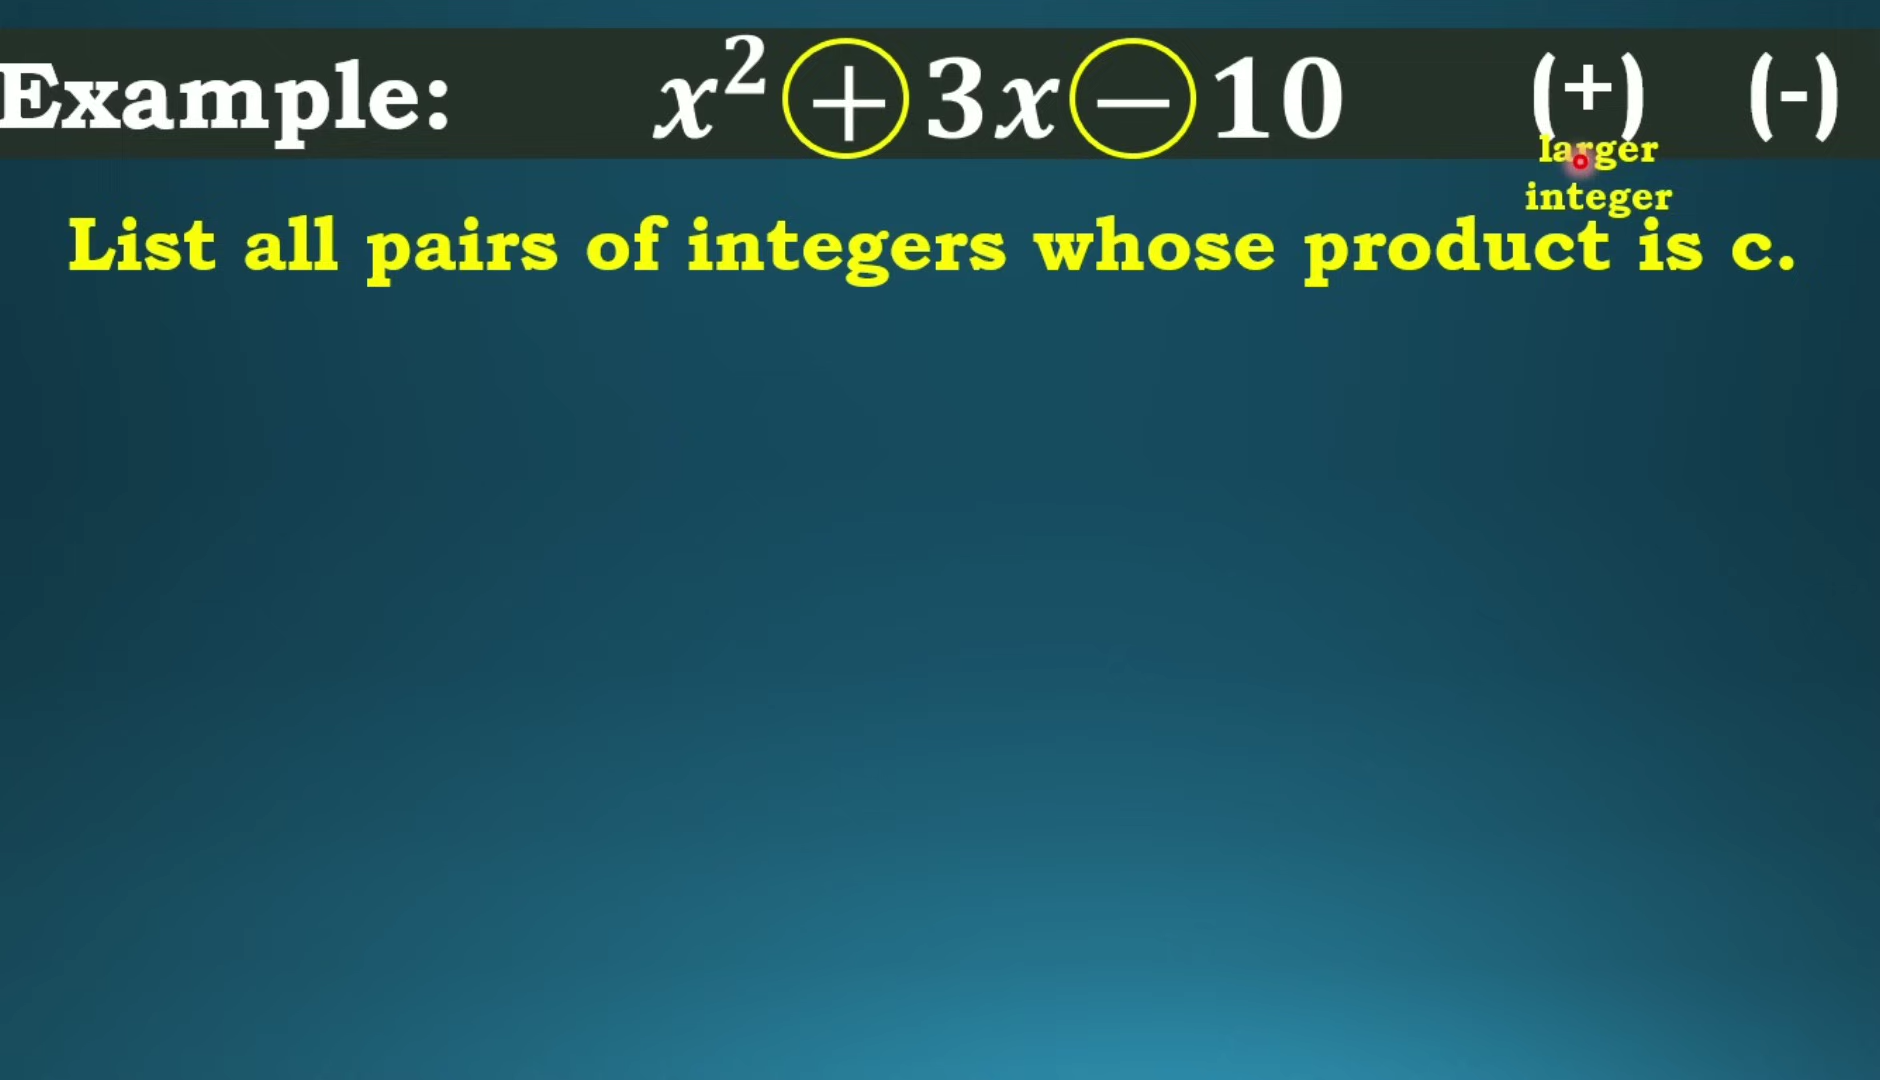 Example: x² + 3x − 10 (+) (-)
larger
integer
List all pairs of integers whose product is c.